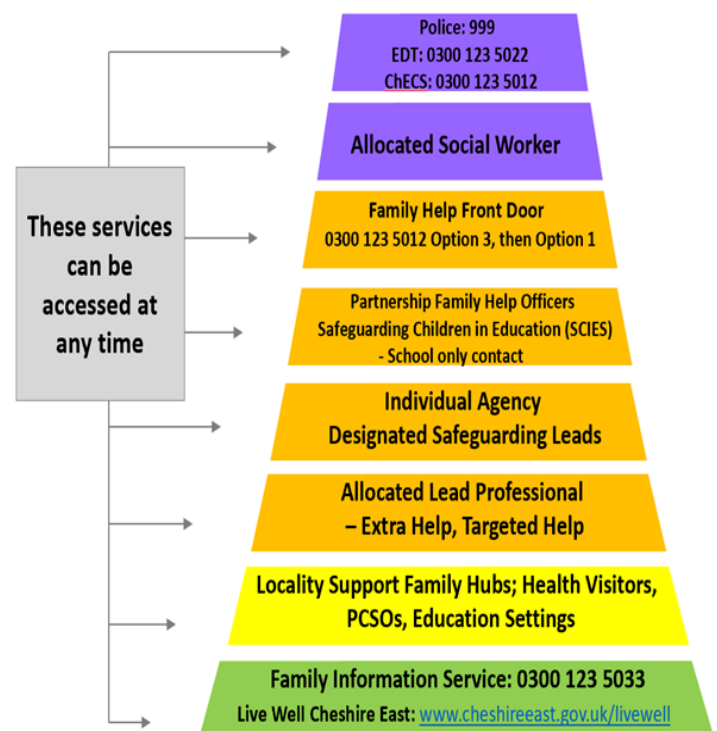 Police: 999
EDT: 0300 123 5022
ChECS: 0300 123 5012
Allocated Social Worker
These services
can be
accessed at
any time
Family Help Front Door
0300 123 5012 Option 3, then Option 1
Partnership Family Help Officers
Safeguarding Children in Education (SCIES)
- School only contact
Individual Agency
Designated Safeguarding Leads
Allocated Lead Professional
– Extra Help, Targeted Help
Locality Support Family Hubs; Health Visitors,
PCSOs, Education Settings
Family Information Service: 0300 123 5033
Live Well Cheshire East: www.cheshireeast.gov.uk/livewell